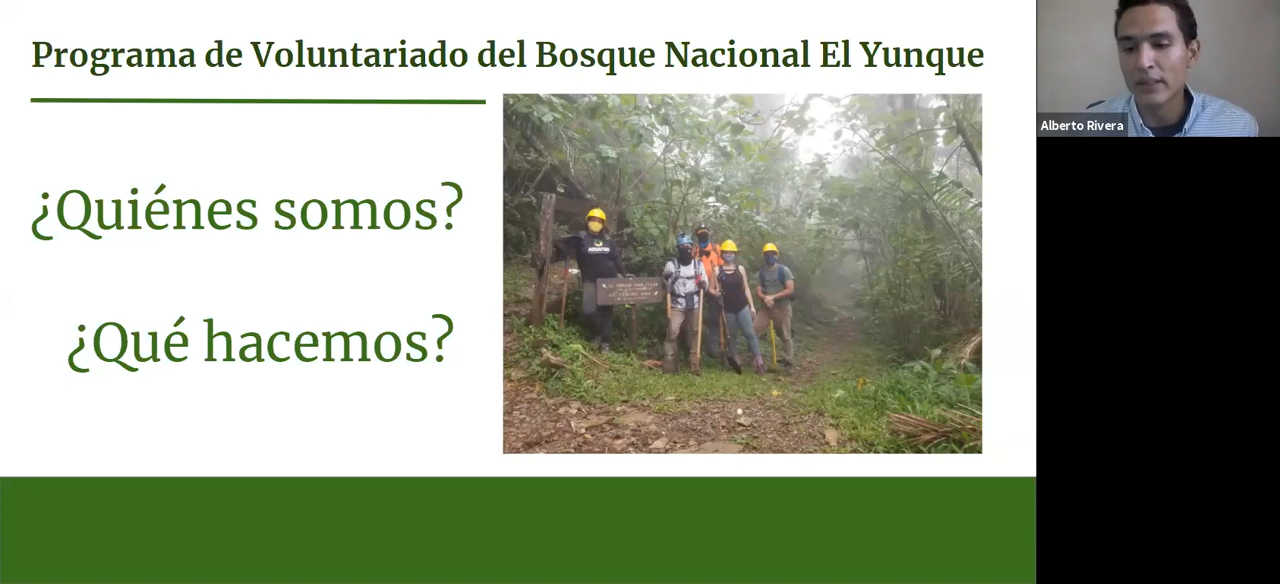 Programa de Voluntariado del Bosque Nacional El Yunque
¿Quiénes somos?
¿Qué hacemos?
Alberto Rivera